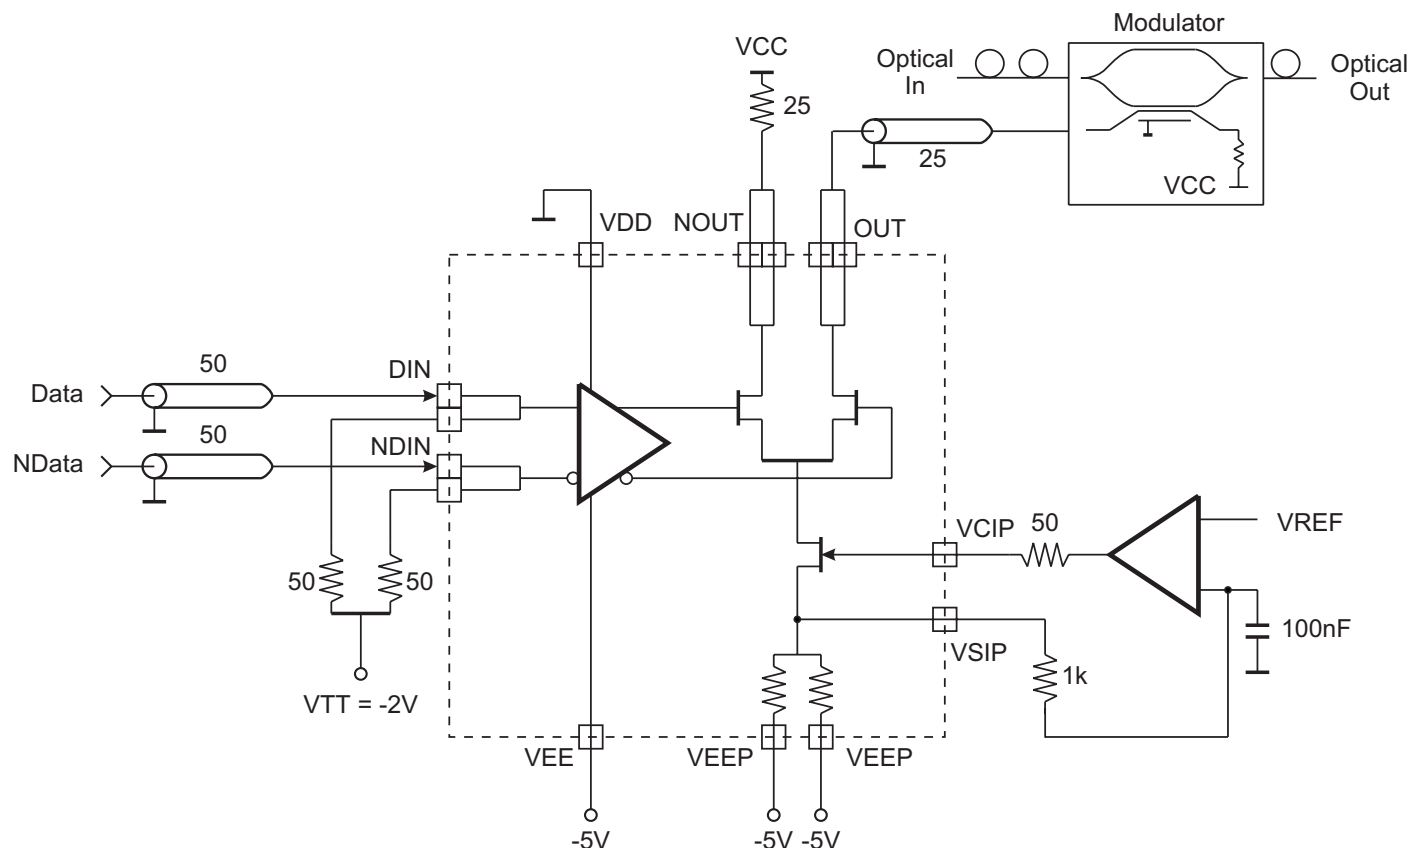 Modulator
VCC
Optical
In
Optical
Out
25
25
VCC
VDD
NOUT
OUT
50
DIN
Data
50
NDIN
NData
VCIP
50
VREF
50
50
100nF
VSIP
1k
VTT = -2V
VEE
VEEP
VEEP
-5V
-5V
-5V